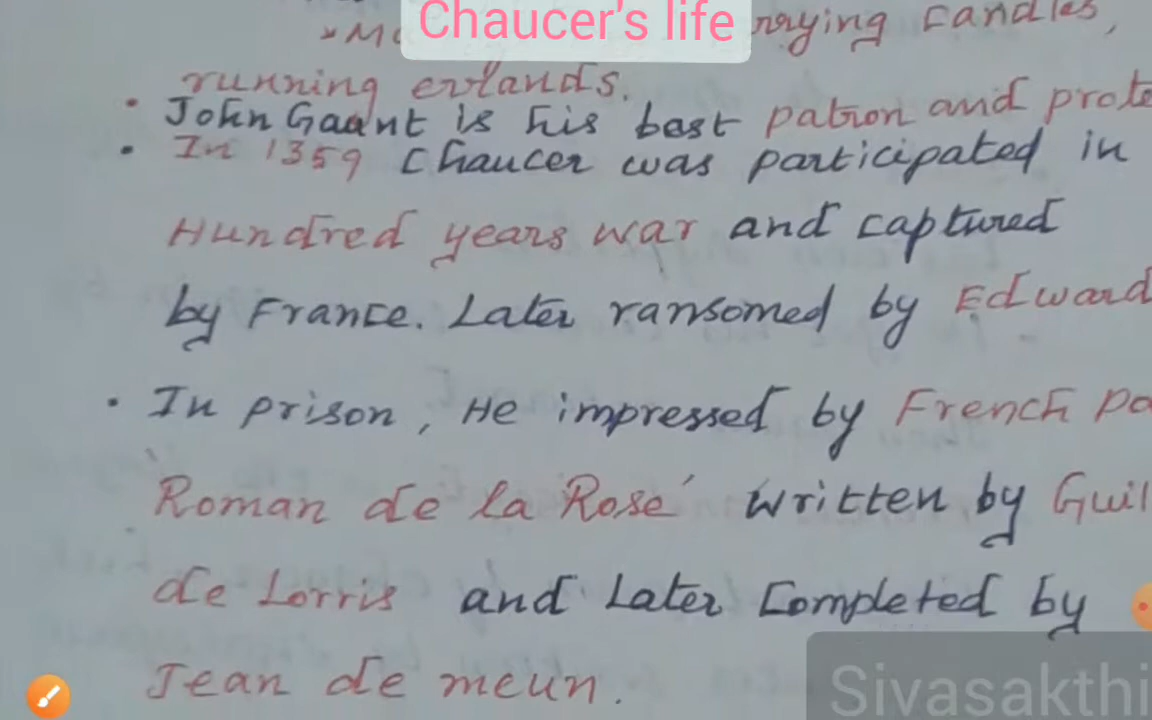 Chaucer's life
rrying candles,
running errands.
• John Gaunt is his best patron and prote
• In 1359 Chaucer was participated in
Hundred years war and captured
by France. Later ransomed by Edward
• In prison, He impressed by French Po
'Roman de la Rose' written by Guil
de Lorris and Later Completed by
Jean de meun.
Sivasakthi